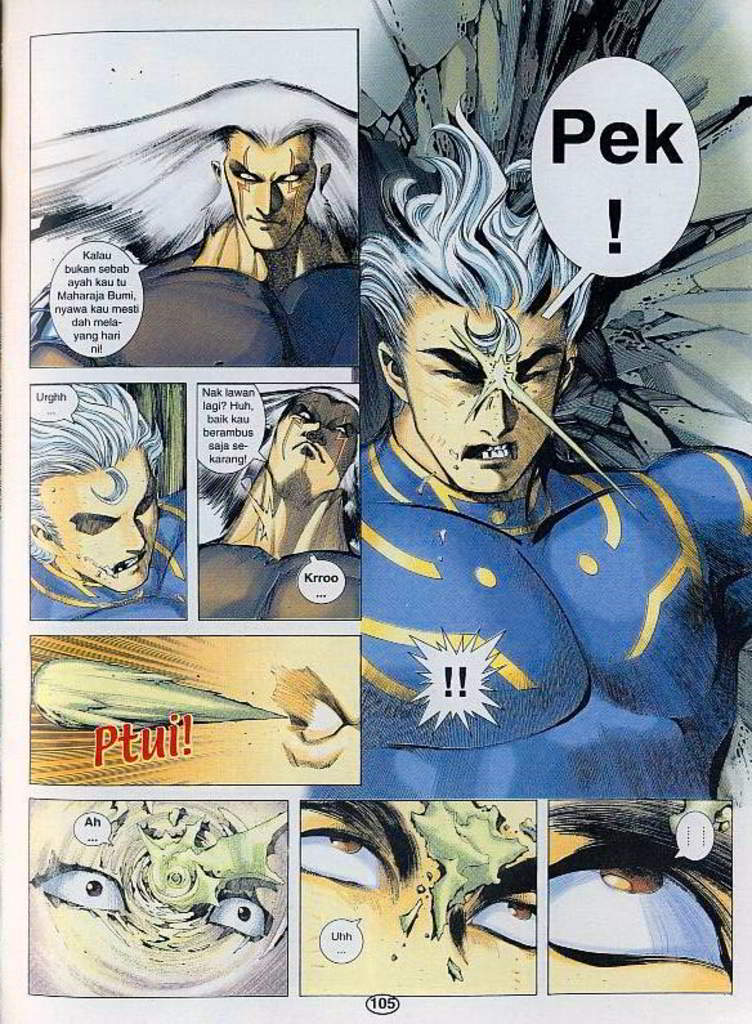 Kalau
bukan sebab
ayah kau tu
Maharaja Bumi,
nyawa kau mesti
dah mela-
yang hari
ni!
Pek
!
Urghh
...
Nak lawan
lagi? Huh,
baik kau
berambus
saja se-
karang!
Krroo
...
!!
Ptui!
Ah
...
Uhh
...
......
105